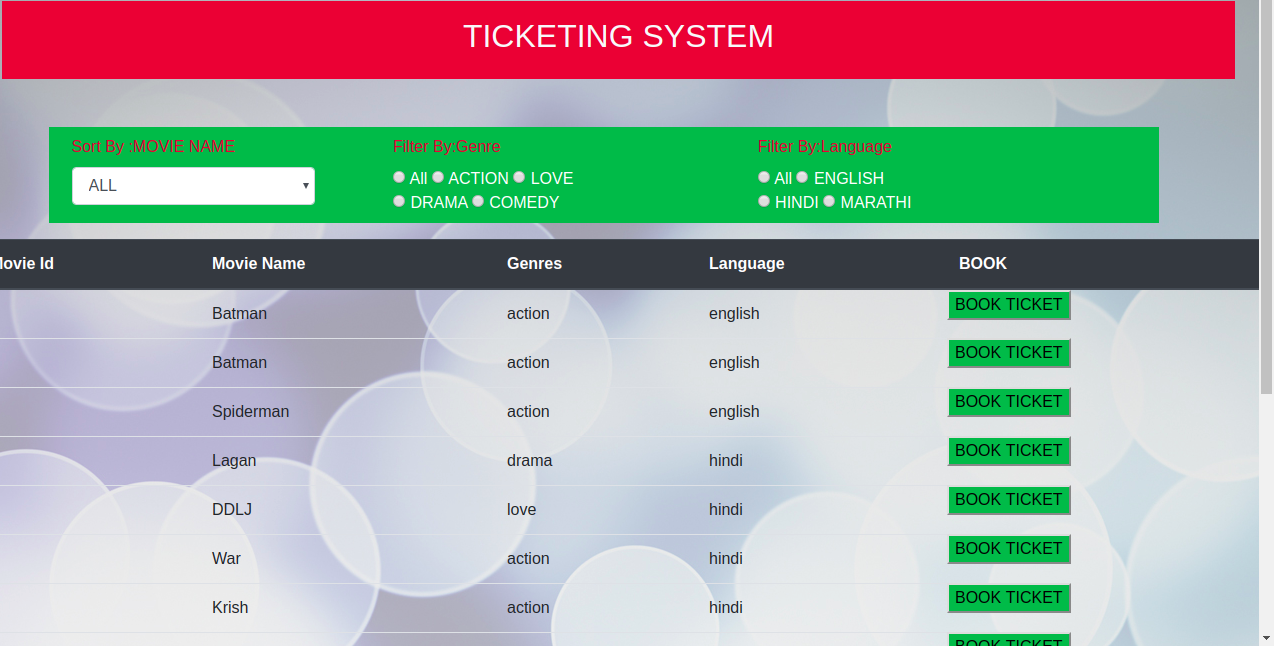 TICKETING SYSTEM
Sort By :MOVIE NAME Filter By:Genre Filter By:Language
ALL All ACTION LOVE All ENGLISH
DRAMA COMEDY HINDI MARATHI
Movie Id Movie Name Genres Language BOOK
Batman action english BOOK TICKET
Batman action english BOOK TICKET
Spiderman action english BOOK TICKET
Lagan drama hindi BOOK TICKET
DDLJ love hindi BOOK TICKET
War action hindi BOOK TICKET
Krish action hindi BOOK TICKET
BOOK TICKET